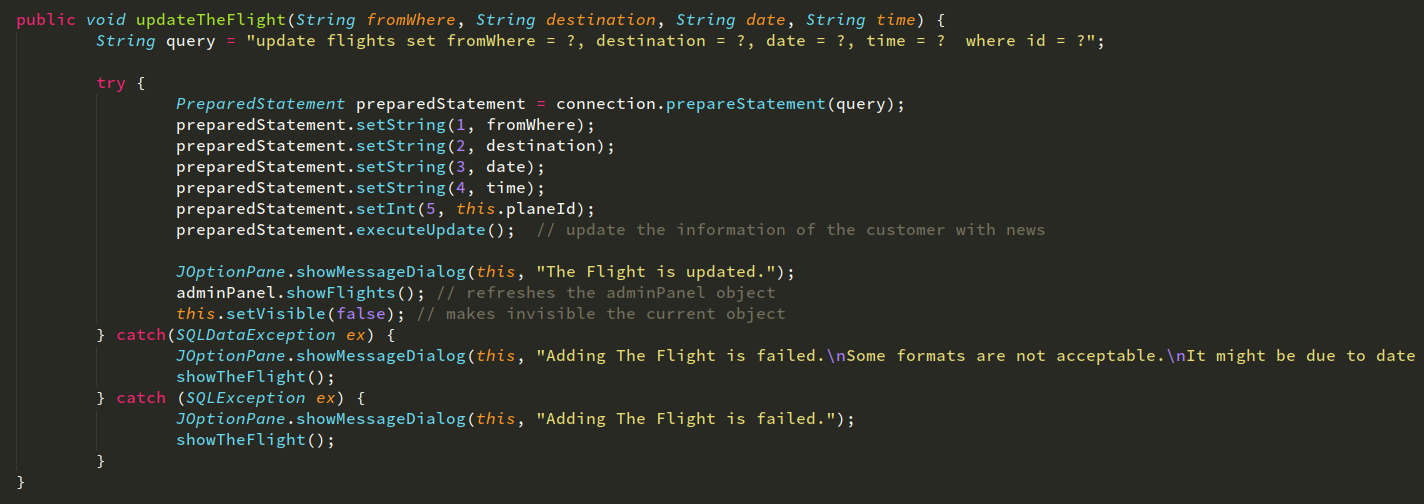 public void updateTheFlight(String fromWhere, String destination, String date, String time) {
String query = "update flights set fromWhere = ?, destination = ?, date = ?, time = ?  where id = ?";
try {
PreparedStatement preparedStatement = connection.prepareStatement(query);
preparedStatement.setString(1, fromWhere);
preparedStatement.setString(2, destination);
preparedStatement.setString(3, date);
preparedStatement.setString(4, time);
preparedStatement.setInt(5, this.planeId);
preparedStatement.executeUpdate();  // update the information of the customer with news
JOptionPane.showMessageDialog(this, "The Flight is updated.");
adminPanel.showFlights(); // refreshes the adminPanel object
this.setVisible(false); // makes invisible the current object
} catch(SQLDataException ex) {
JOptionPane.showMessageDialog(this, "Adding The Flight is failed.\nSome formats are not acceptable.\nIt might be due to date
showTheFlight();
} catch (SQLException ex) {
JOptionPane.showMessageDialog(this, "Adding The Flight is failed.");
showTheFlight();
}
}